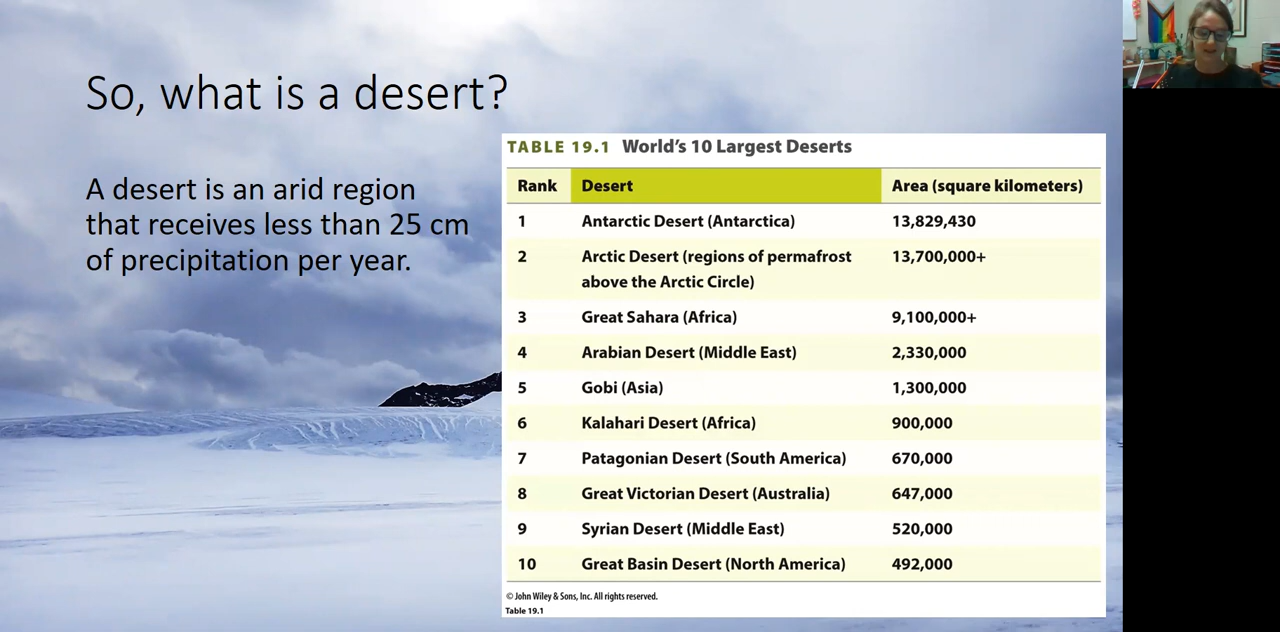 So, what is a desert?
A desert is an arid region
that receives less than 25 cm
of precipitation per year.
TABLE 19.1 World's 10 Largest Deserts
Rank Desert Area (square kilometers)
1 Antarctic Desert (Antarctica) 13,829,430
2 Arctic Desert (regions of permafrost 13,700,000+
above the Arctic Circle)
3 Great Sahara (Africa) 9,100,000+
4 Arabian Desert (Middle East) 2,330,000
5 Gobi (Asia) 1,300,000
6 Kalahari Desert (Africa) 900,000
7 Patagonian Desert (South America) 670,000
8 Great Victorian Desert (Australia) 647,000
9 Syrian Desert (Middle East) 520,000
10 Great Basin Desert (North America) 492,000
© John Wiley & Sons, Inc. All rights reserved.
Table 19.1